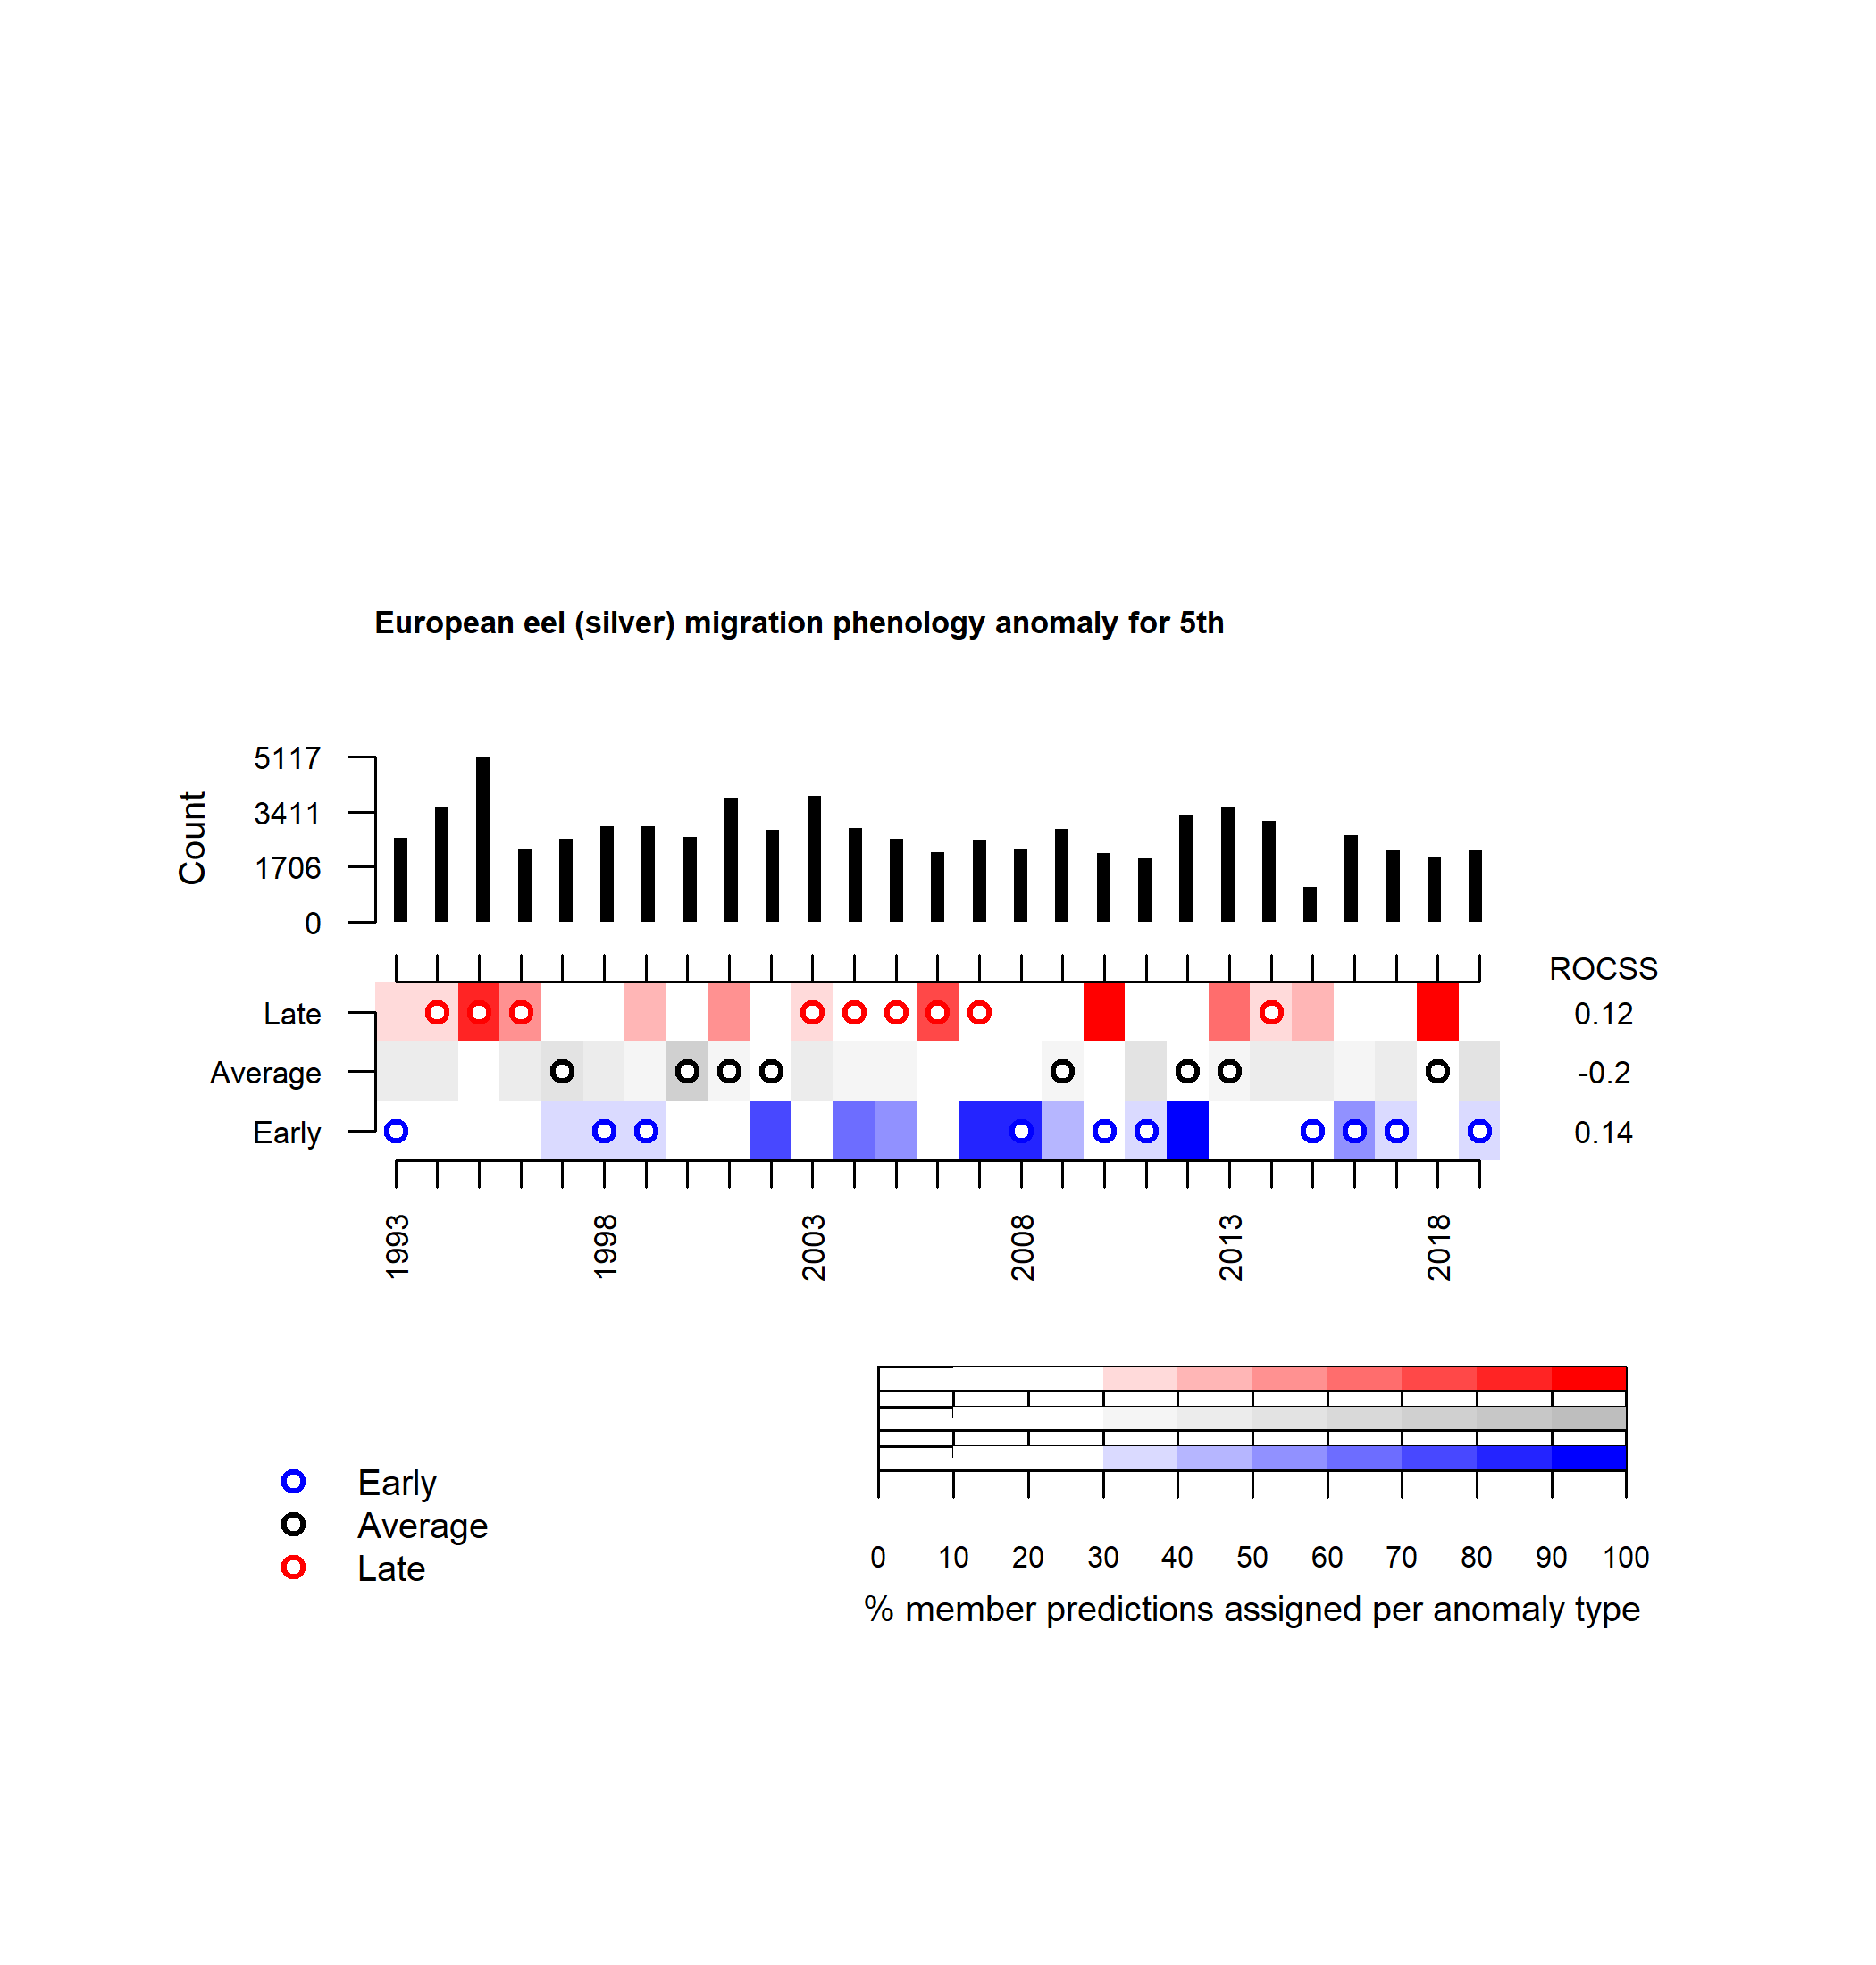 European eel (silver) migration phenology anomaly for 5th
Count
5117
3411
1706
0
ROCSS
Late
0.12
Average
-0.2
Early
0.14
1993
1998
2003
2008
2013
2018
Early
Average
Late
0 10 20 30 40 50 60 70 80 90 100
% member predictions assigned per anomaly type